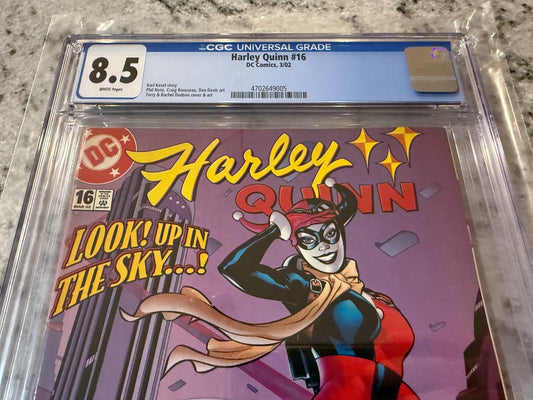 CGC UNIVERSAL GRADE
8.5
WHITE Pages
Harley Quinn #16
DC Comics, 3/02
Karl Kesel story
Phil Noto, Craig Rousseau, Dan Davis art
Terry & Rachel Dodson cover & art
4702649005
DC
Harley
QUINN
16
MAR 02
LOOK! UP IN
THE SKY...!